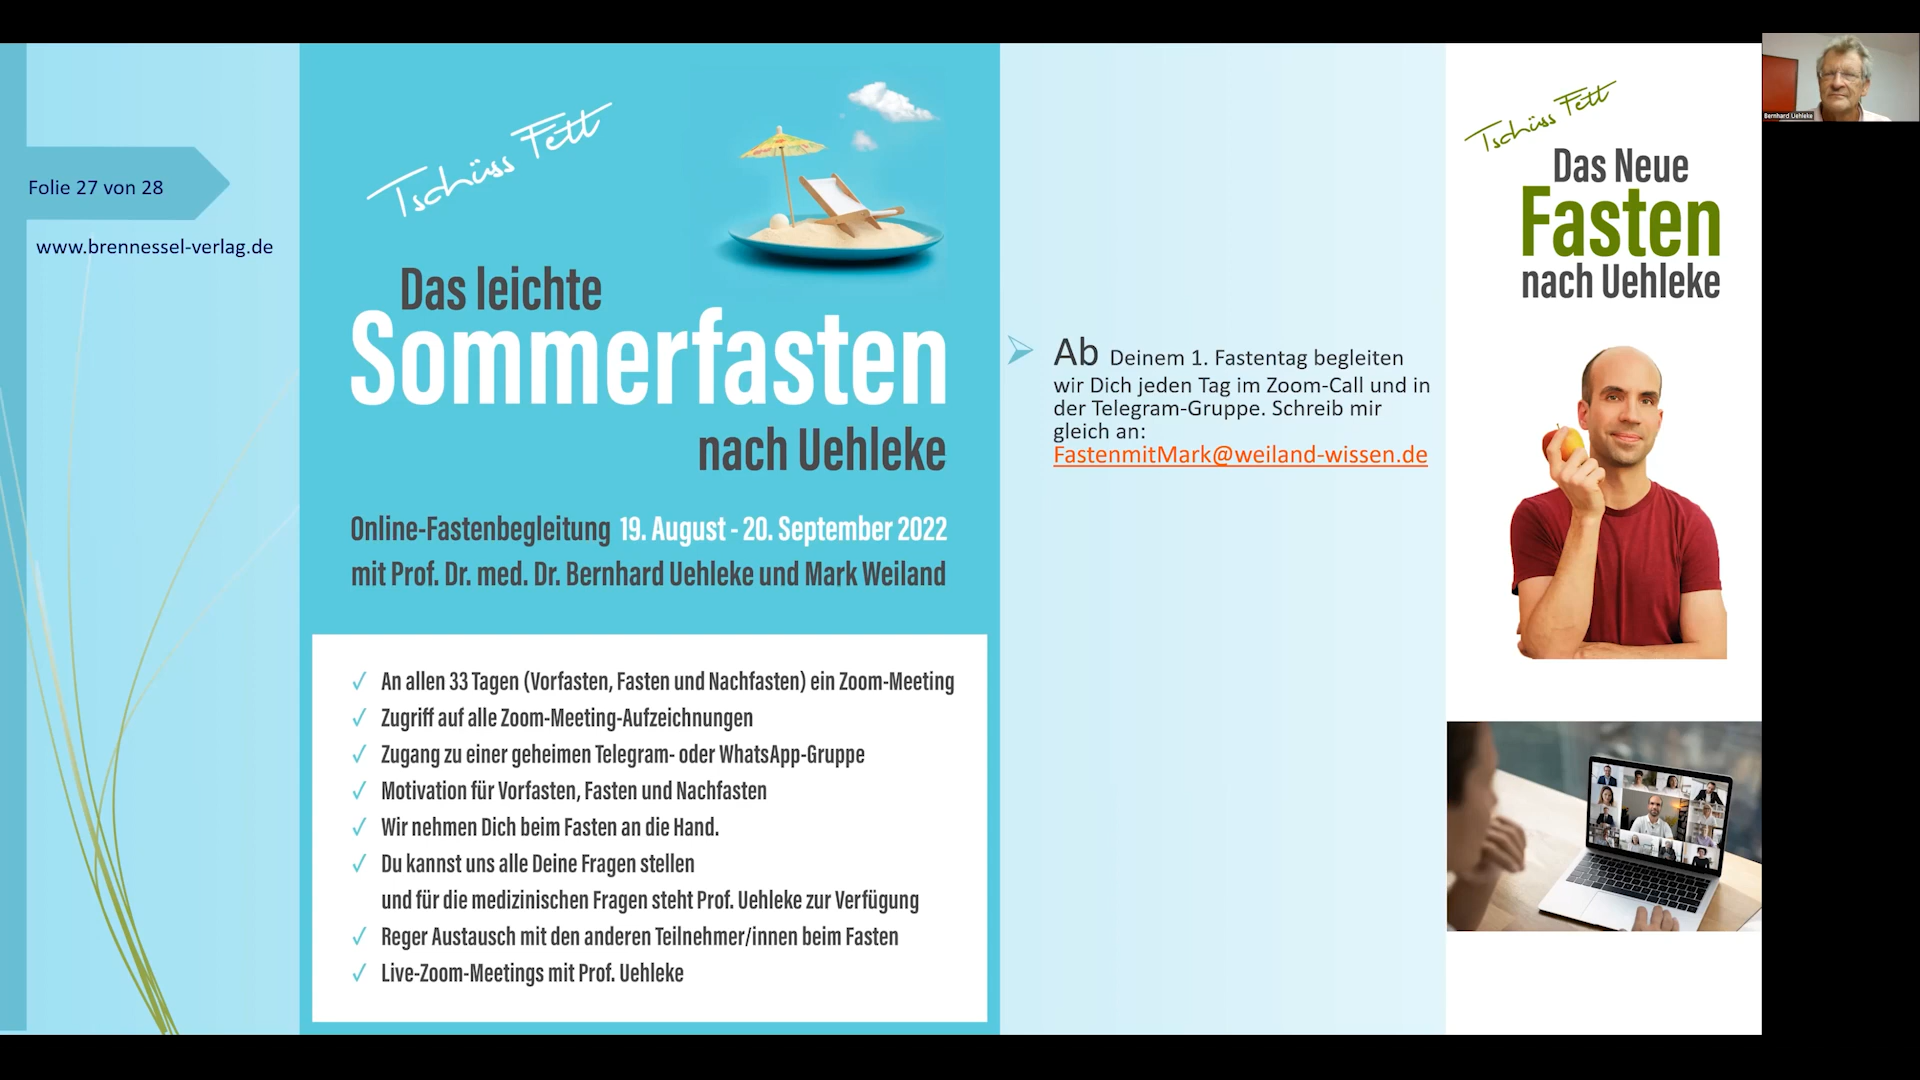 Folie 27 von 28
www.brennessel-verlag.de
Tschüss Fett
Das leichte
Sommerfasten
nach Uehleke
Online-Fastenbegleitung 19. August - 20. September 2022
mit Prof. Dr. med. Dr. Bernhard Uehleke und Mark Weiland
✓ An allen 33 Tagen (Vorfasten, Fasten und Nachfasten) ein Zoom-Meeting
✓ Zugriff auf alle Zoom-Meeting-Aufzeichnungen
✓ Zugang zu einer geheimen Telegram- oder WhatsApp-Gruppe
✓ Motivation für Vorfasten, Fasten und Nachfasten
✓ Wir nehmen Dich beim Fasten an die Hand.
✓ Du kannst uns alle Deine Fragen stellen
und für die medizinischen Fragen steht Prof. Uehleke zur Verfügung
✓ Reger Austausch mit den anderen Teilnehmer/innen beim Fasten
✓ Live-Zoom-Meetings mit Prof. Uehleke
Ab Deinem 1. Fastentag begleiten
wir Dich jeden Tag im Zoom-Call und in
der Telegram-Gruppe. Schreib mir
gleich an:
FastenmitMark@weiland-wissen.de
Tschüss Fett
Das Neue
Fasten
nach Uehleke
Bernhard Uehleke